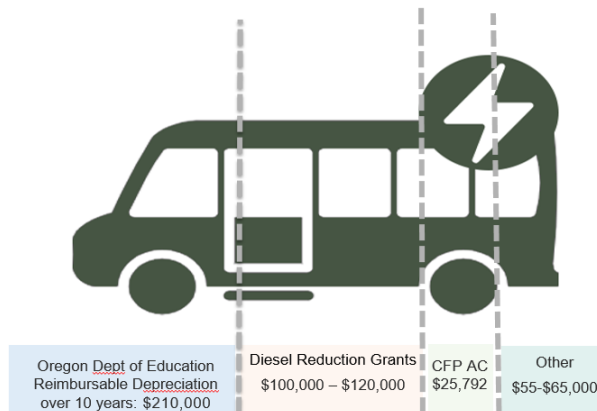 Oregon Dept of Education
Reimbursable Depreciation
over 10 years: $210,000
Diesel Reduction Grants
$100,000 – $120,000
CFP AC
$25,792
Other
$55-$65,000